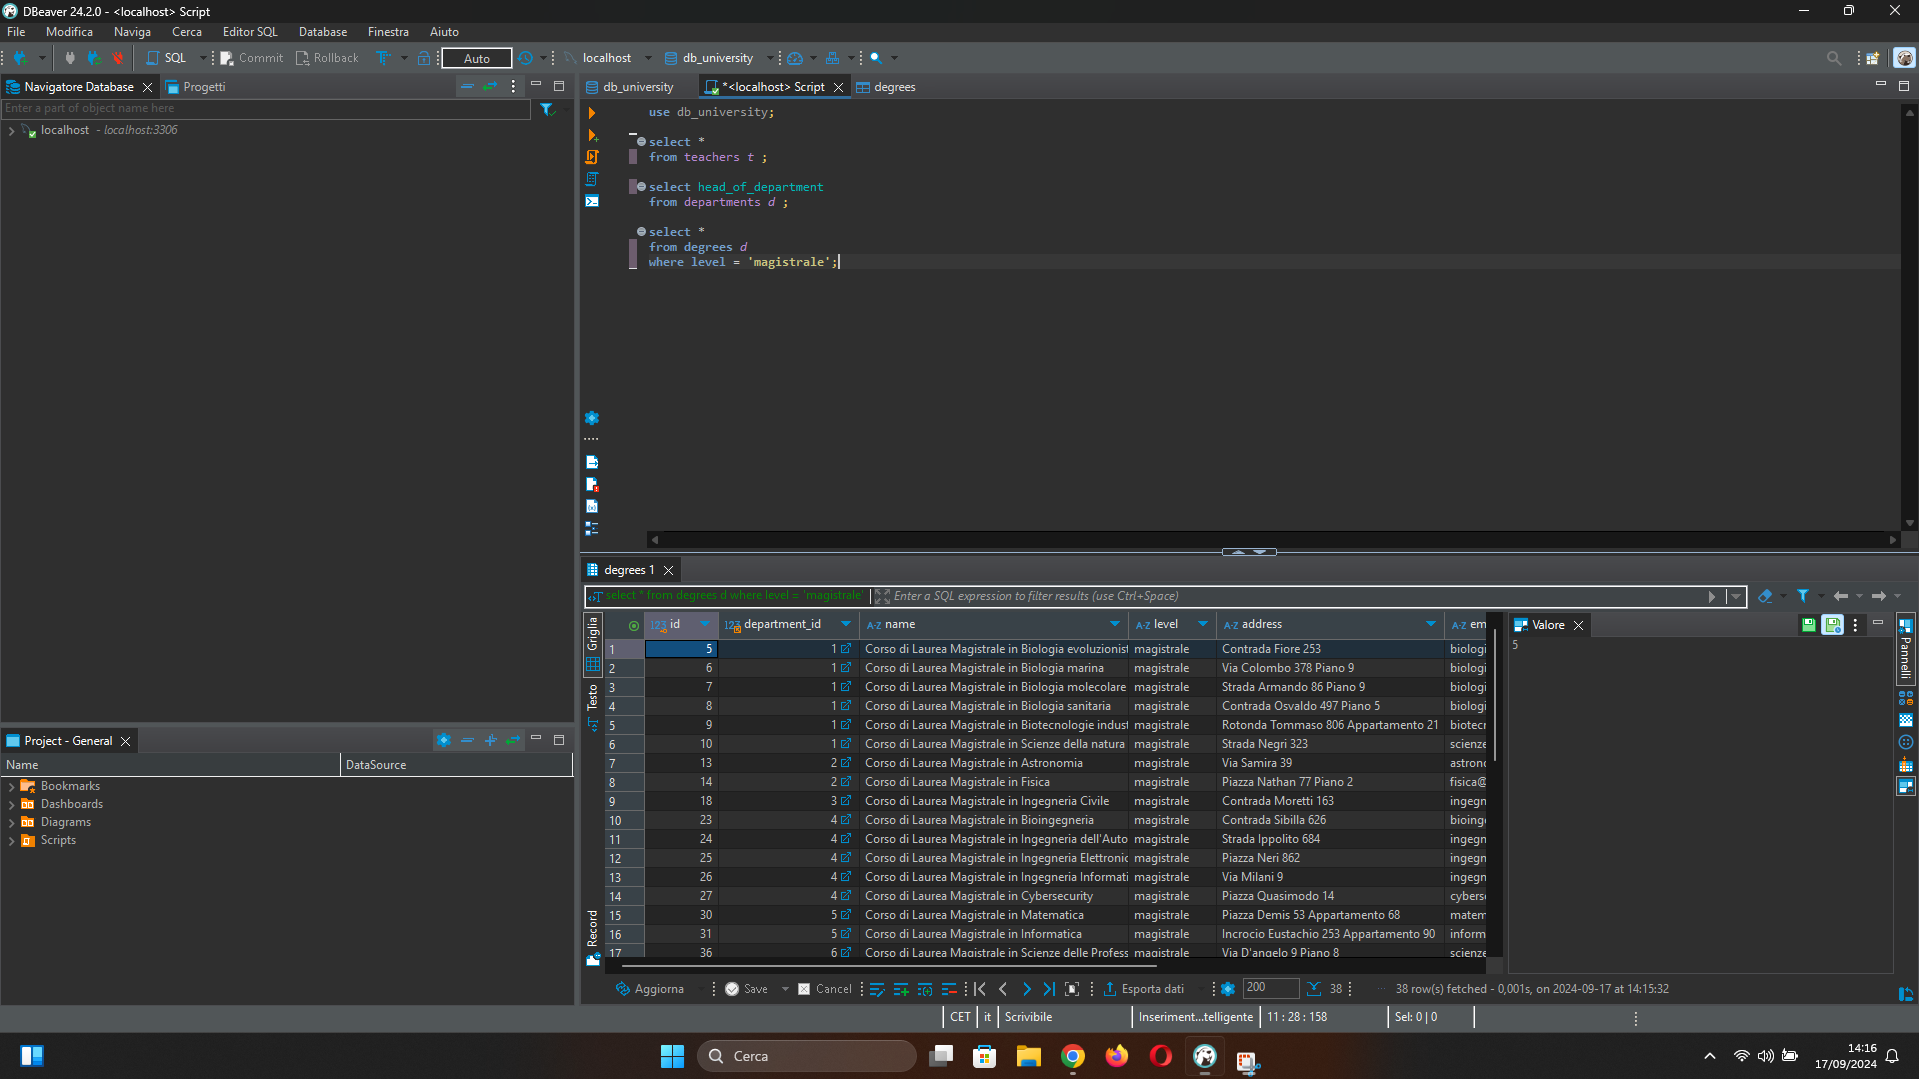 DBeaver 24.2.0 - <localhost> Script
File Modifica Naviga Cerca Editor SQL Database Finestra Aiuto
SQL Commit Rollback Auto localhost db_university
Navigatore Database Progetti
Enter a part of object name here
localhost - localhost:3306
db_university *<localhost> Script degrees
use db_university;
select *
from teachers t ;
select head_of_department
from departments d ;
select *
from degrees d
where level = 'magistrale';
Project - General
Name DataSource
Bookmarks
Dashboards
Diagrams
Scripts
degrees 1
select * from degrees d where level = 'magistrale' Enter a SQL expression to filter results (use Ctrl+Space)
Griglia
Testo
Record
123 id 123 department_id A-Z name A-Z level A-Z address A-Z em
1 5 1 Corso di Laurea Magistrale in Biologia evoluzionist magistrale Contrada Fiore 253 biologi
2 6 1 Corso di Laurea Magistrale in Biologia marina magistrale Via Colombo 378 Piano 9 biologi
3 7 1 Corso di Laurea Magistrale in Biologia molecolare magistrale Strada Armando 86 Piano 9 biologi
4 8 1 Corso di Laurea Magistrale in Biologia sanitaria magistrale Contrada Osvaldo 497 Piano 5 biologi
5 9 1 Corso di Laurea Magistrale in Biotecnologie indust magistrale Rotonda Tommaso 806 Appartamento 21 biotecr
6 10 1 Corso di Laurea Magistrale in Scienze della natura magistrale Strada Negri 323 scienze
7 13 2 Corso di Laurea Magistrale in Astronomia magistrale Via Samira 39 astronc
8 14 2 Corso di Laurea Magistrale in Fisica magistrale Piazza Nathan 77 Piano 2 fisica@
9 18 3 Corso di Laurea Magistrale in Ingegneria Civile magistrale Contrada Moretti 163 ingegn
10 23 4 Corso di Laurea Magistrale in Bioingegneria magistrale Contrada Sibilla 626 bioing
11 24 4 Corso di Laurea Magistrale in Ingegneria dell'Auto magistrale Strada Ippolito 684 ingegn
12 25 4 Corso di Laurea Magistrale in Ingegneria Elettronic magistrale Piazza Neri 862 ingegn
13 26 4 Corso di Laurea Magistrale in Ingegneria Informati magistrale Via Milani 9 ingegn
14 27 4 Corso di Laurea Magistrale in Cybersecurity magistrale Piazza Quasimodo 14 cybers
15 30 5 Corso di Laurea Magistrale in Matematica magistrale Piazza Demis 53 Appartamento 68 matem
16 31 5 Corso di Laurea Magistrale in Informatica magistrale Incrocio Eustachio 253 Appartamento 90 inform
17 36 6 Corso di Laurea Magistrale in Scienze delle Profess magistrale Via D'angelo 9 Piano 8 scienze
Valore
5
Pannelli
Aggiorna Save Cancel Esporta dati 200 38 38 row(s) fetched - 0,001s, on 2024-09-17 at 14:15:32
CET it Scrivibile Inseriment...telligente 11 : 28 : 158 Sel: 0 | 0
Cerca
14:16
17/09/2024